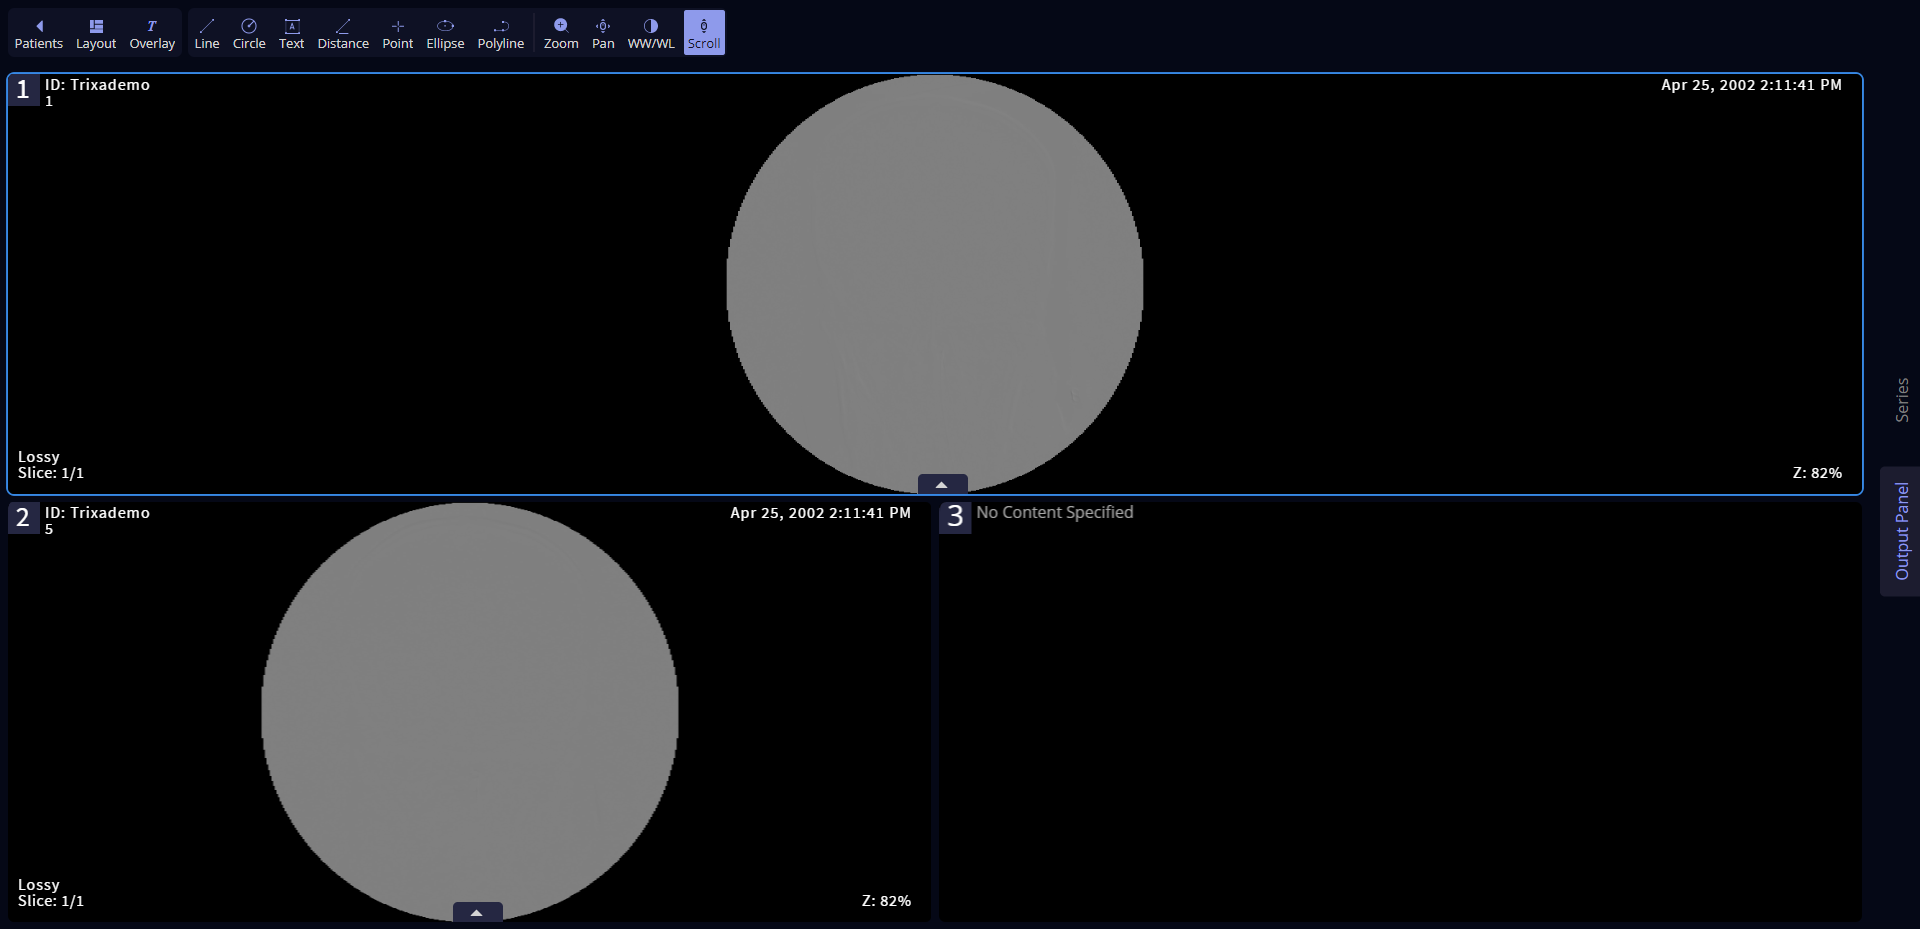 Patients Layout Overlay Line Circle Text Distance Point Ellipse Polyline Zoom Pan WW/WL Scroll
1 ID: Trixademo Apr 25, 2002 2:11:41 PM
1
Lossy
Slice: 1/1 Z: 82%
2 ID: Trixademo Apr 25, 2002 2:11:41 PM
5
Lossy
Slice: 1/1 Z: 82%
3 No Content Specified
Series
Output Panel